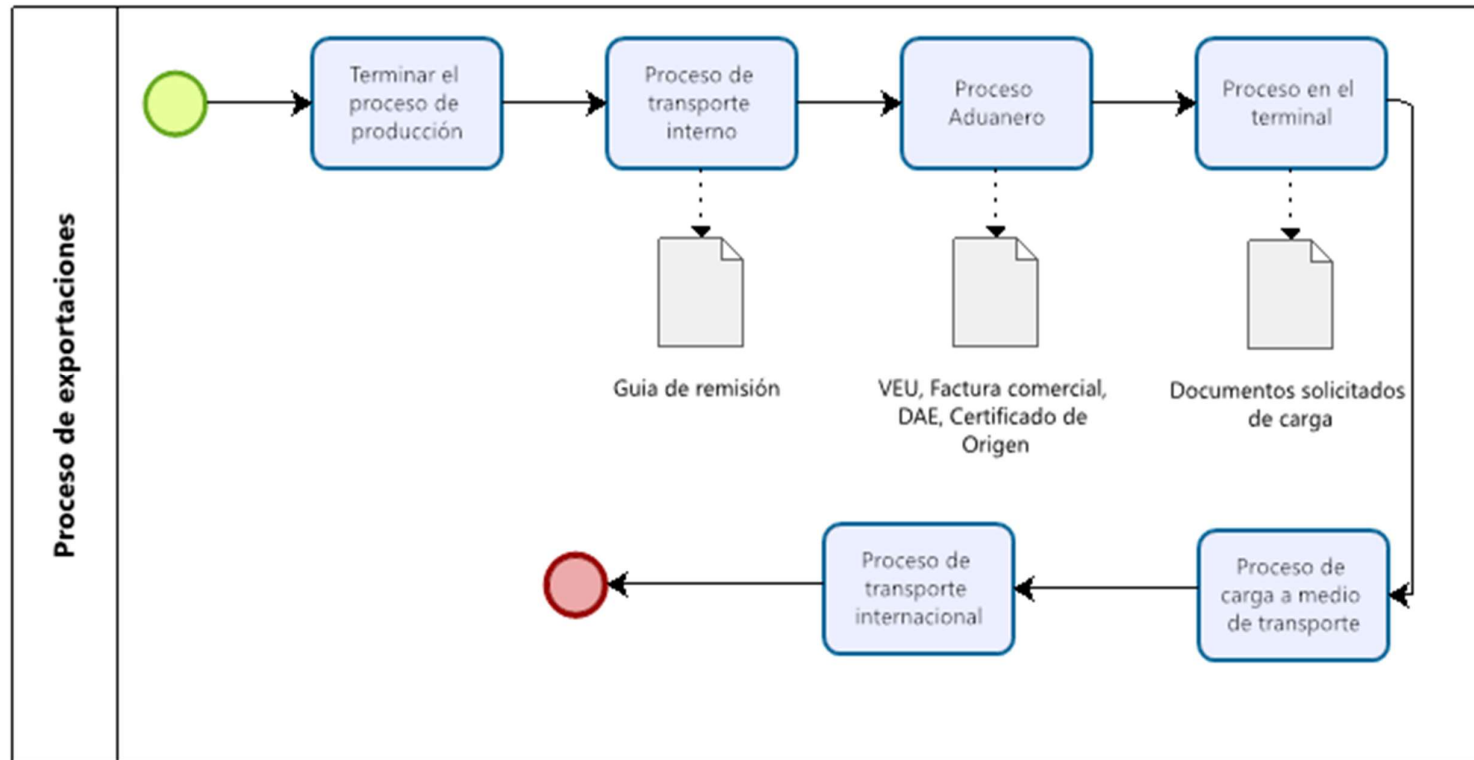 Proceso de exportaciones
Terminar el
proceso de
producción
Proceso de
transporte
interno
Proceso
Aduanero
Proceso en el
terminal
Guia de remisión
VEU, Factura comercial,
DAE, Certificado de
Origen
Documentos solicitados
de carga
Proceso de
carga a medio
de transporte
Proceso de
transporte
internacional